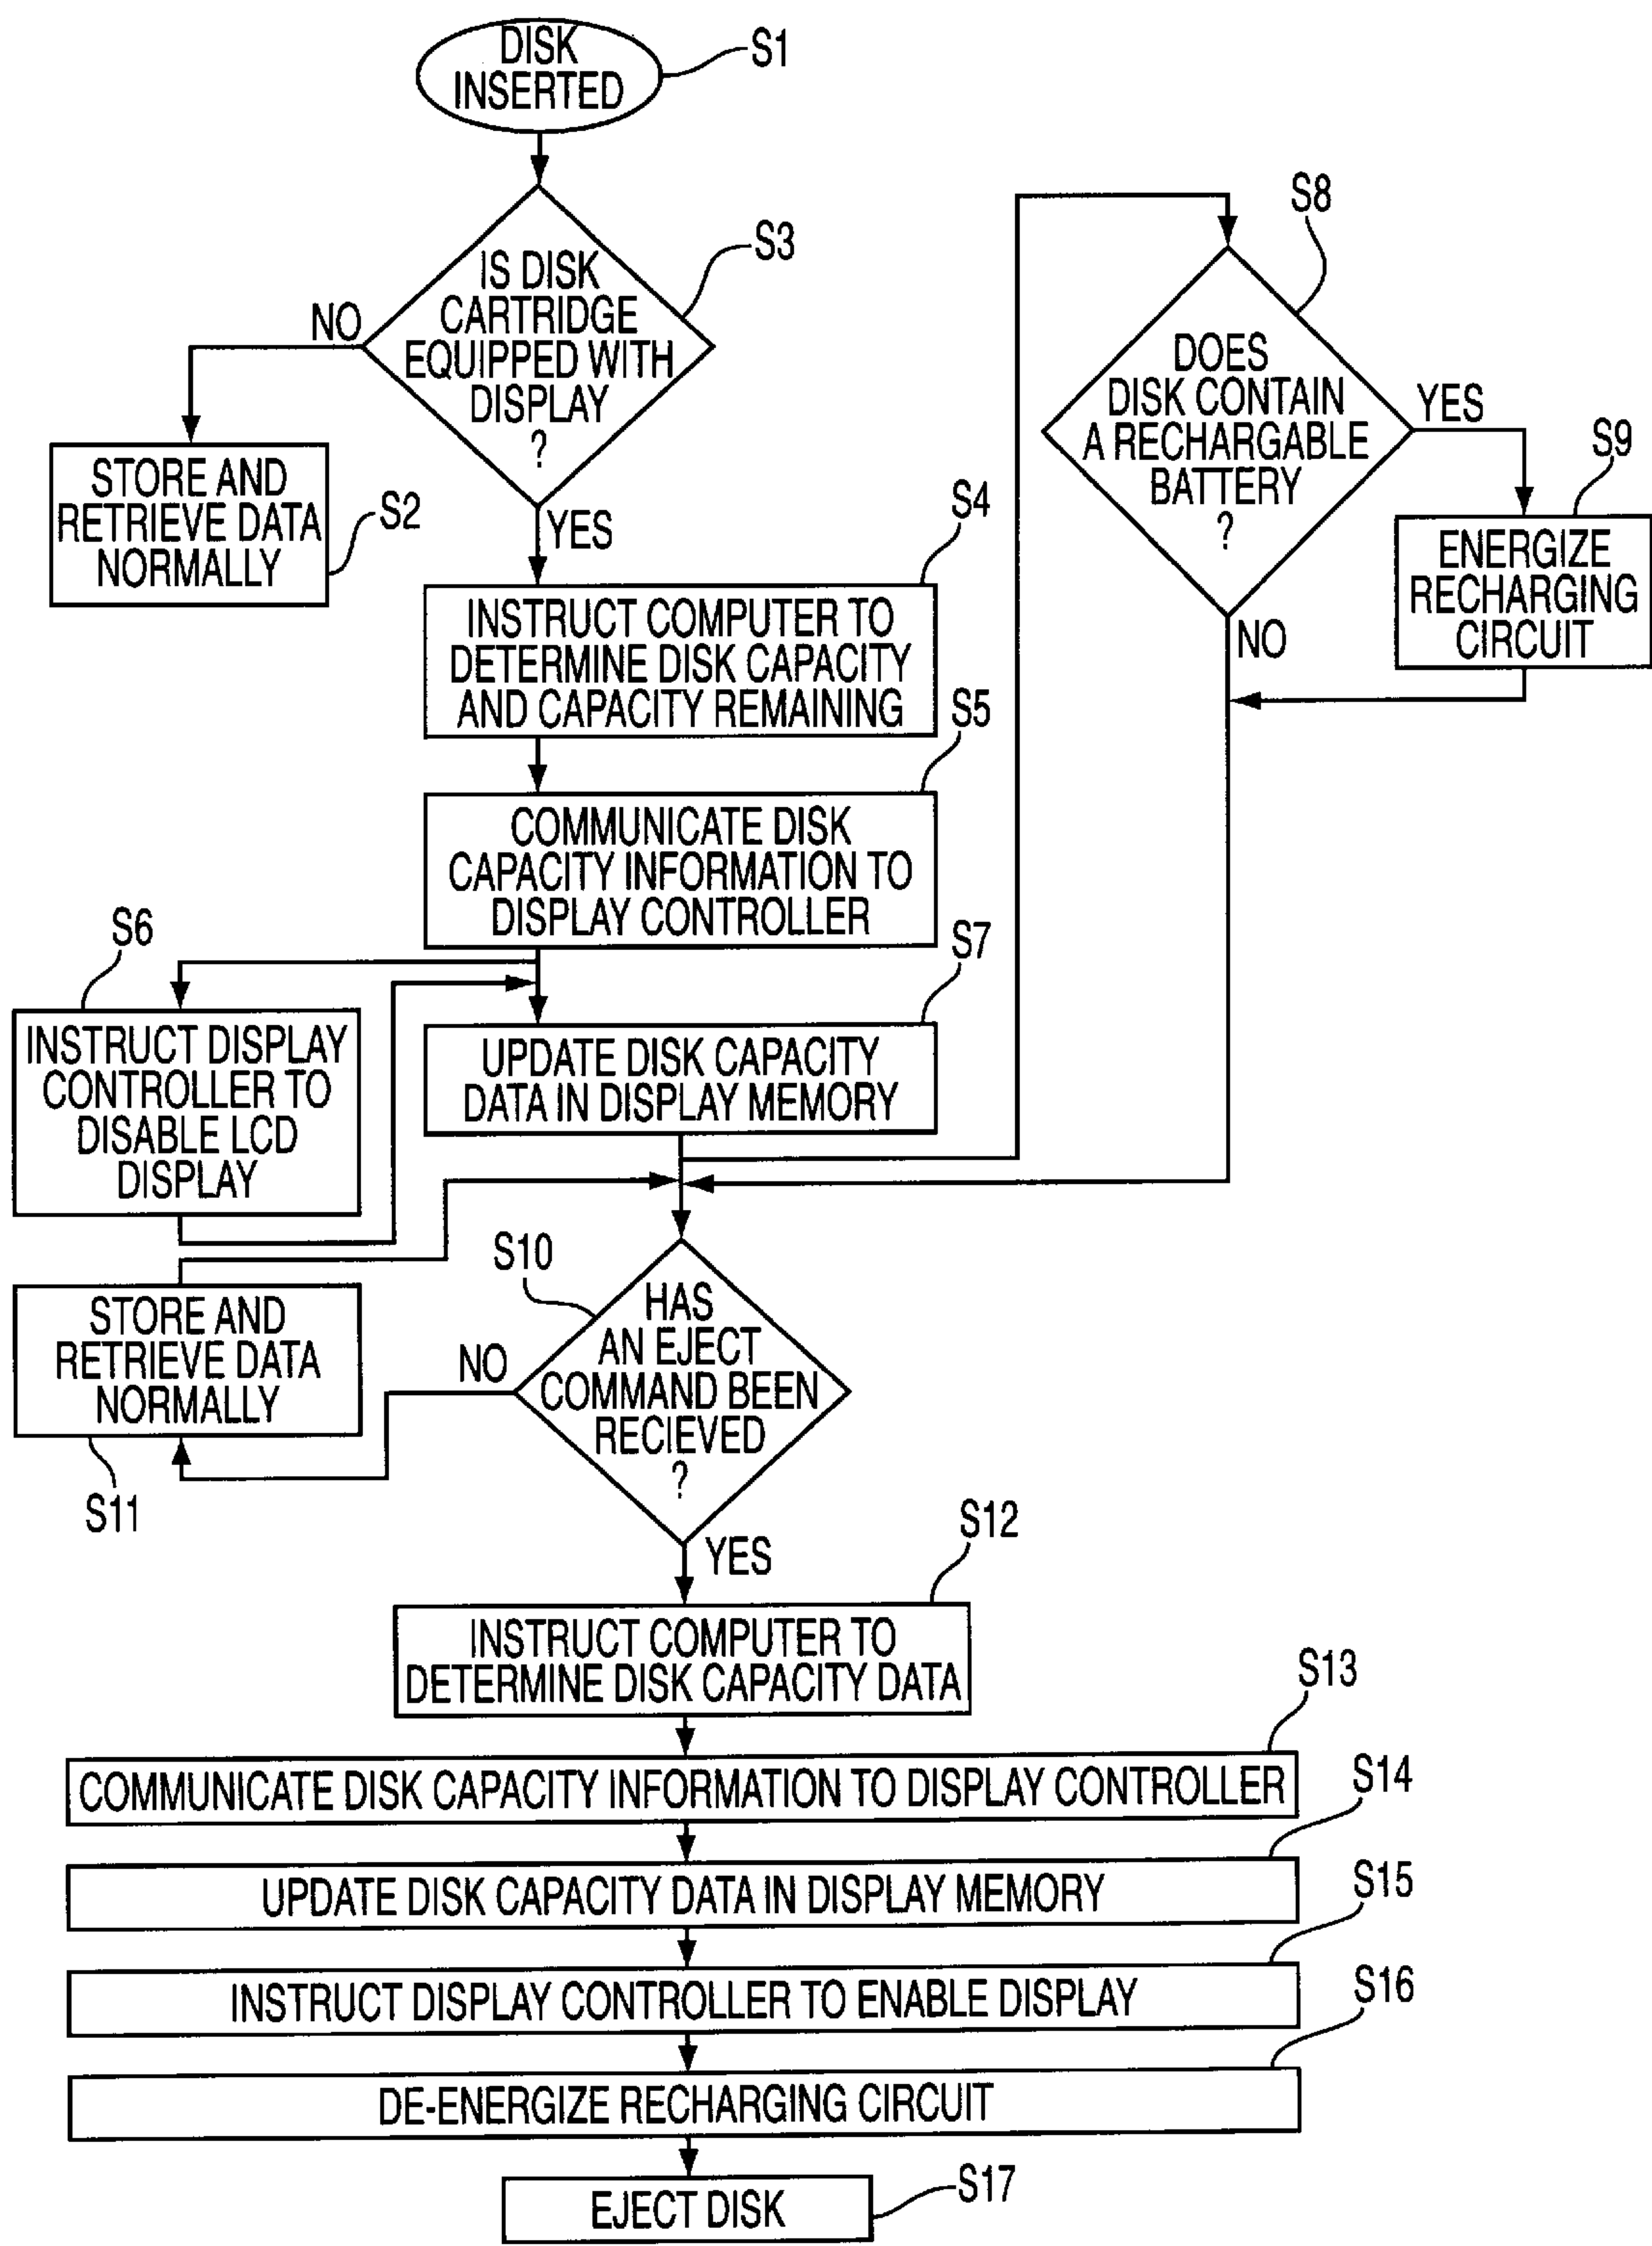 DISK
INSERTED
S1
IS DISK
CARTRIDGE
EQUIPPED WITH
DISPLAY
?
S3
NO
YES
STORE AND
RETRIEVE DATA
NORMALLY
S2
INSTRUCT COMPUTER TO
DETERMINE DISK CAPACITY
AND CAPACITY REMAINING
S4
COMMUNICATE DISK
CAPACITY INFORMATION TO
DISPLAY CONTROLLER
S5
S6
INSTRUCT DISPLAY
CONTROLLER TO
DISABLE LCD
DISPLAY
S7
UPDATE DISK CAPACITY
DATA IN DISPLAY MEMORY
S8
DOES
DISK CONTAIN
A RECHARGABLE
BATTERY
?
YES
NO
S9
ENERGIZE
RECHARGING
CIRCUIT
S10
HAS
AN EJECT
COMMAND BEEN
RECIEVED
?
NO
YES
STORE AND
RETRIEVE DATA
NORMALLY
S11
S12
INSTRUCT COMPUTER TO
DETERMINE DISK CAPACITY DATA
S13
COMMUNICATE DISK CAPACITY INFORMATION TO DISPLAY CONTROLLER
S14
UPDATE DISK CAPACITY DATA IN DISPLAY MEMORY
S15
INSTRUCT DISPLAY CONTROLLER TO ENABLE DISPLAY
S16
DE-ENERGIZE RECHARGING CIRCUIT
EJECT DISK
S17